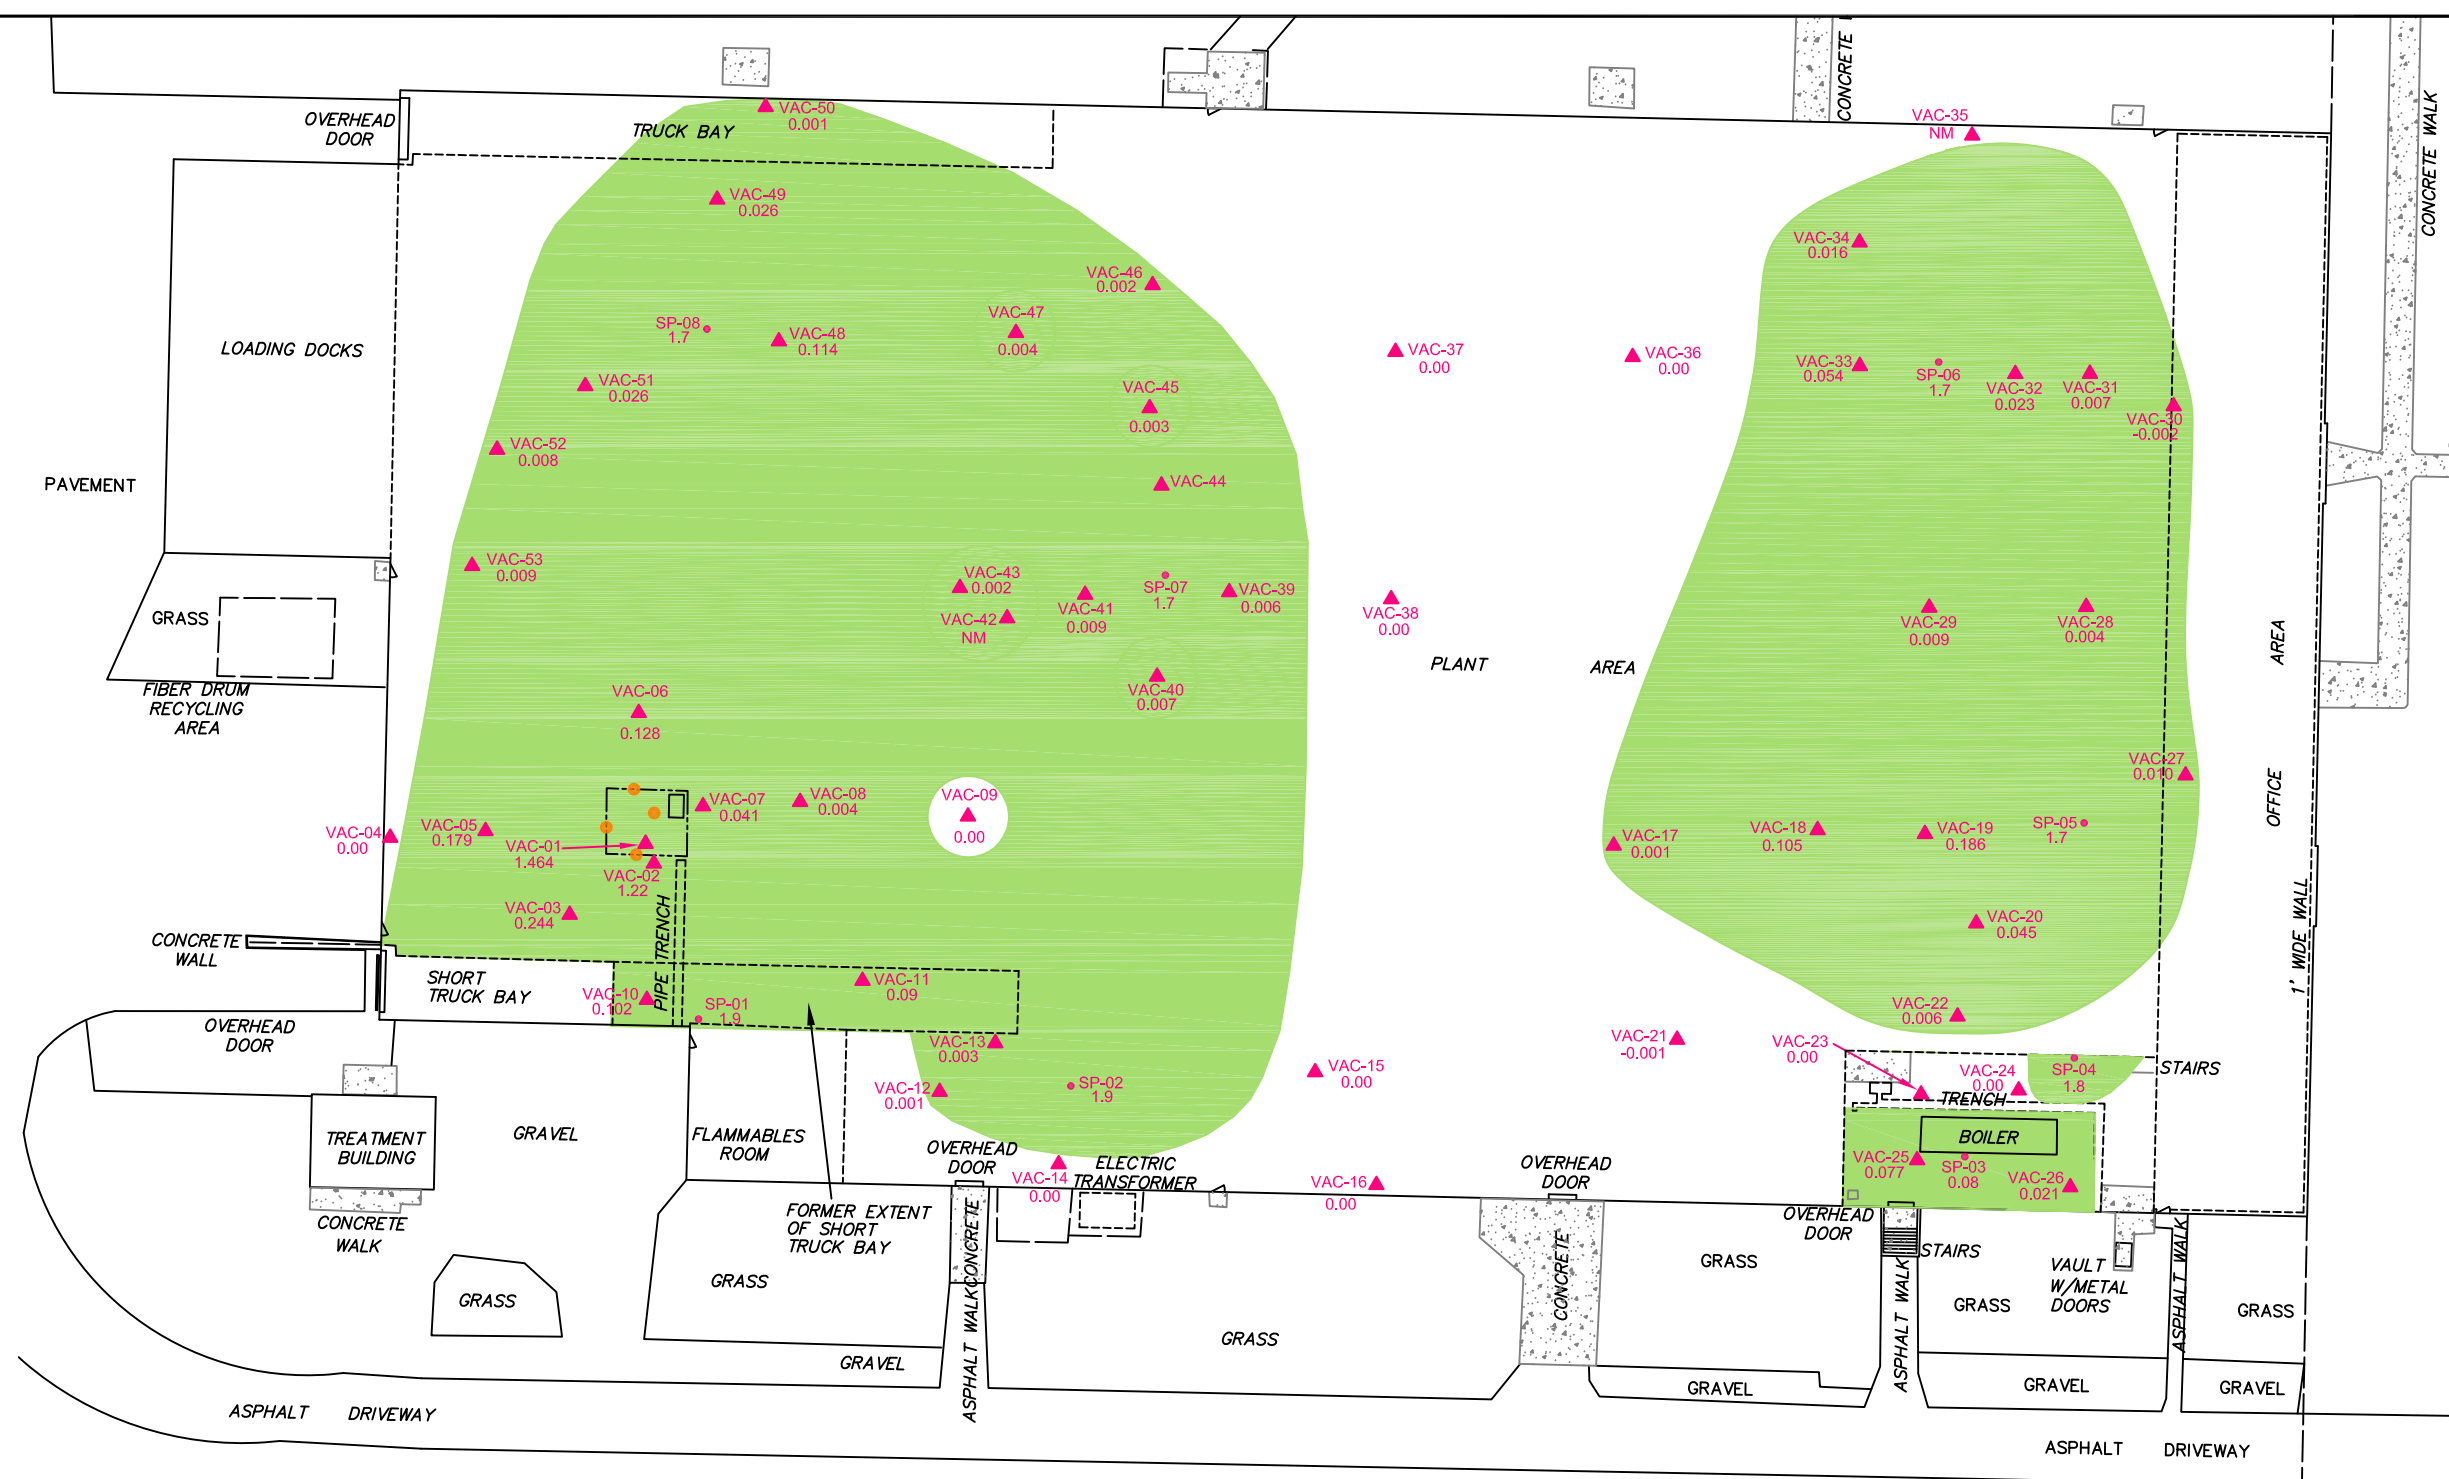 OVERHEAD
DOOR
TRUCK BAY
VAC-50
0.001
CONCRETE
VAC-35
NM
CONCRETE WALK
VAC-49
0.026
VAC-34
0.016
VAC-46
0.002
VAC-47
0.004
SP-08
1.7
VAC-48
0.114
LOADING DOCKS
VAC-37
0.00
VAC-36
0.00
VAC-33
0.054
SP-06
1.7
VAC-32
0.023
VAC-31
0.007
VAC-30
-0.002
VAC-51
0.026
VAC-45
0.003
VAC-52
0.008
VAC-44
PAVEMENT
VAC-53
0.009
VAC-43
0.002
VAC-42
NM
VAC-41
0.009
SP-07
1.7
VAC-39
0.006
VAC-38
0.00
VAC-29
0.009
VAC-28
0.004
GRASS
PLANT AREA
OFFICE AREA
FIBER DRUM
RECYCLING
AREA
VAC-06
0.128
VAC-40
0.007
VAC-27
0.010
VAC-09
0.00
VAC-07
0.041
VAC-08
0.004
VAC-04
0.00
VAC-05
0.179
VAC-01
1.464
VAC-02
1.22
VAC-03
0.244
VAC-17
0.001
VAC-18
0.105
VAC-19
0.186
SP-05
1.7
VAC-20
0.045
1' WIDE WALL
PIPE TRENCH
CONCRETE
WALL
SHORT
TRUCK BAY
VAC-10
0.102
SP-01
1.9
VAC-11
0.09
VAC-22
0.006
OVERHEAD
DOOR
VAC-13
0.003
VAC-12
0.001
SP-02
1.9
VAC-15
0.00
VAC-21
-0.001
VAC-23
0.00
VAC-24
0.00
SP-04
1.8
STAIRS
TRENCH
BOILER
TREATMENT
BUILDING
GRAVEL
FLAMMABLES
ROOM
OVERHEAD
DOOR
VAC-14
0.00
ELECTRIC
TRANSFORMER
VAC-16
0.00
OVERHEAD
DOOR
VAC-25
0.077
SP-03
0.08
VAC-26
0.021
CONCRETE
WALK
FORMER EXTENT
OF SHORT
TRUCK BAY
OVERHEAD
DOOR
STAIRS
VAULT
W/METAL
DOORS
GRASS
GRASS
ASPHALT WALK
CONCRETE
GRASS
CONCRETE
GRASS
ASPHALT WALK
GRASS
ASPHALT WALK
GRASS
GRAVEL
GRAVEL
GRAVEL
GRAVEL
ASPHALT DRIVEWAY
ASPHALT DRIVEWAY